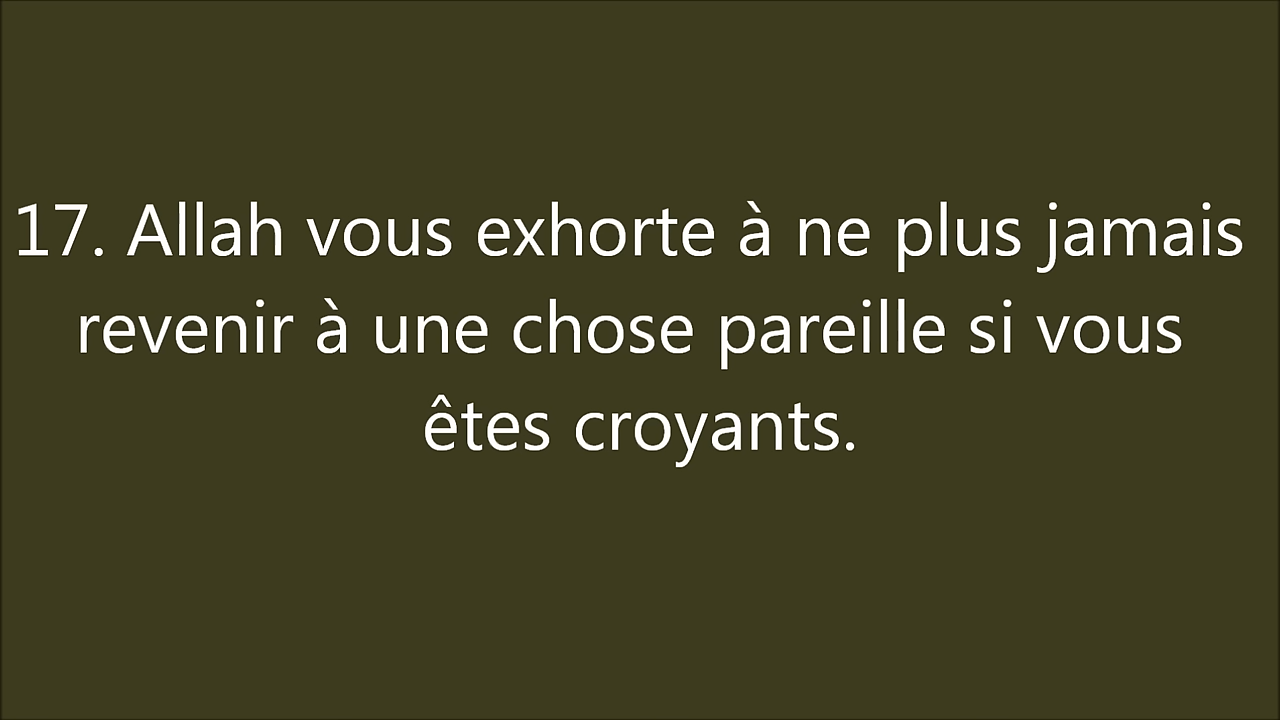 17. Allah vous exhorte à ne plus jamais
revenir à une chose pareille si vous
êtes croyants.